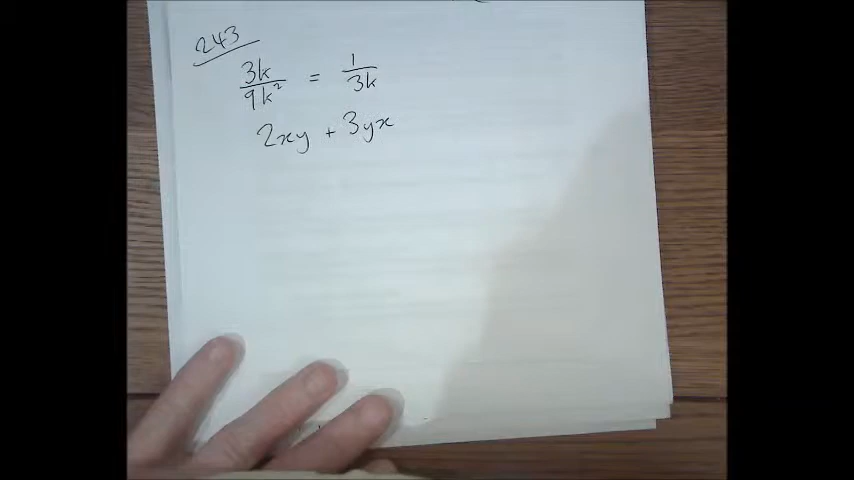 243
3k/9k² = 1/3k
2xy + 3yx